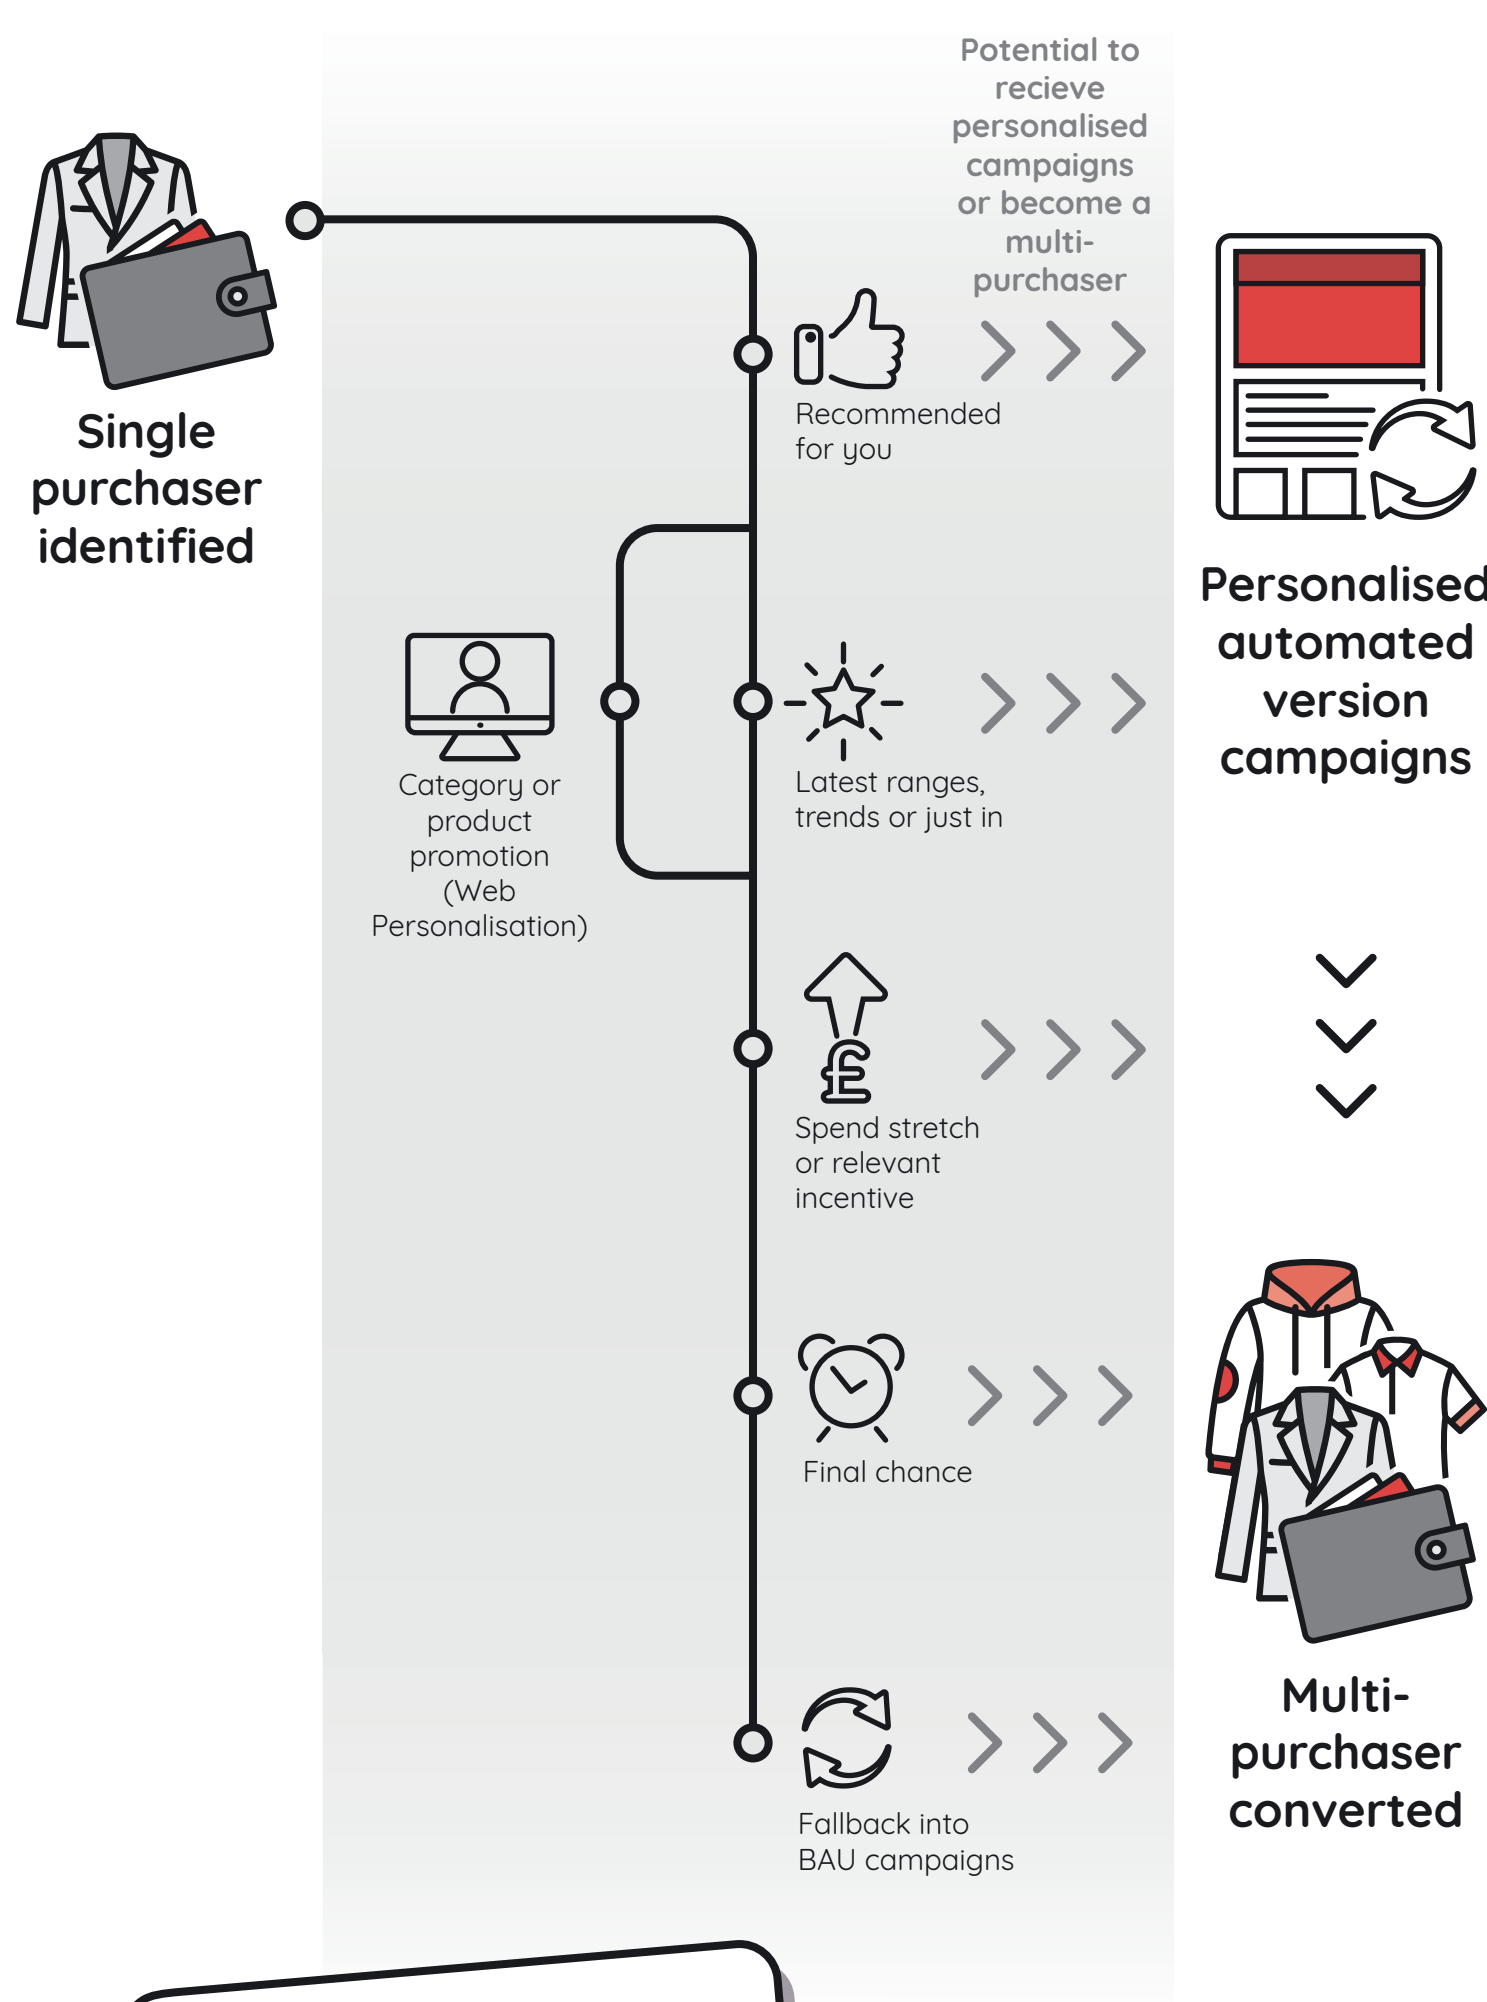 Potential to
recieve
personalised
campaigns
or become a
multi-
purchaser
Single
purchaser
identified
Recommended
for you
Personalised
automated
version
campaigns
Category or
product
promotion
(Web
Personalisation)
Latest ranges,
trends or just in
Spend stretch
or relevant
incentive
Final chance
Multi-
purchaser
converted
Fallback into
BAU campaigns